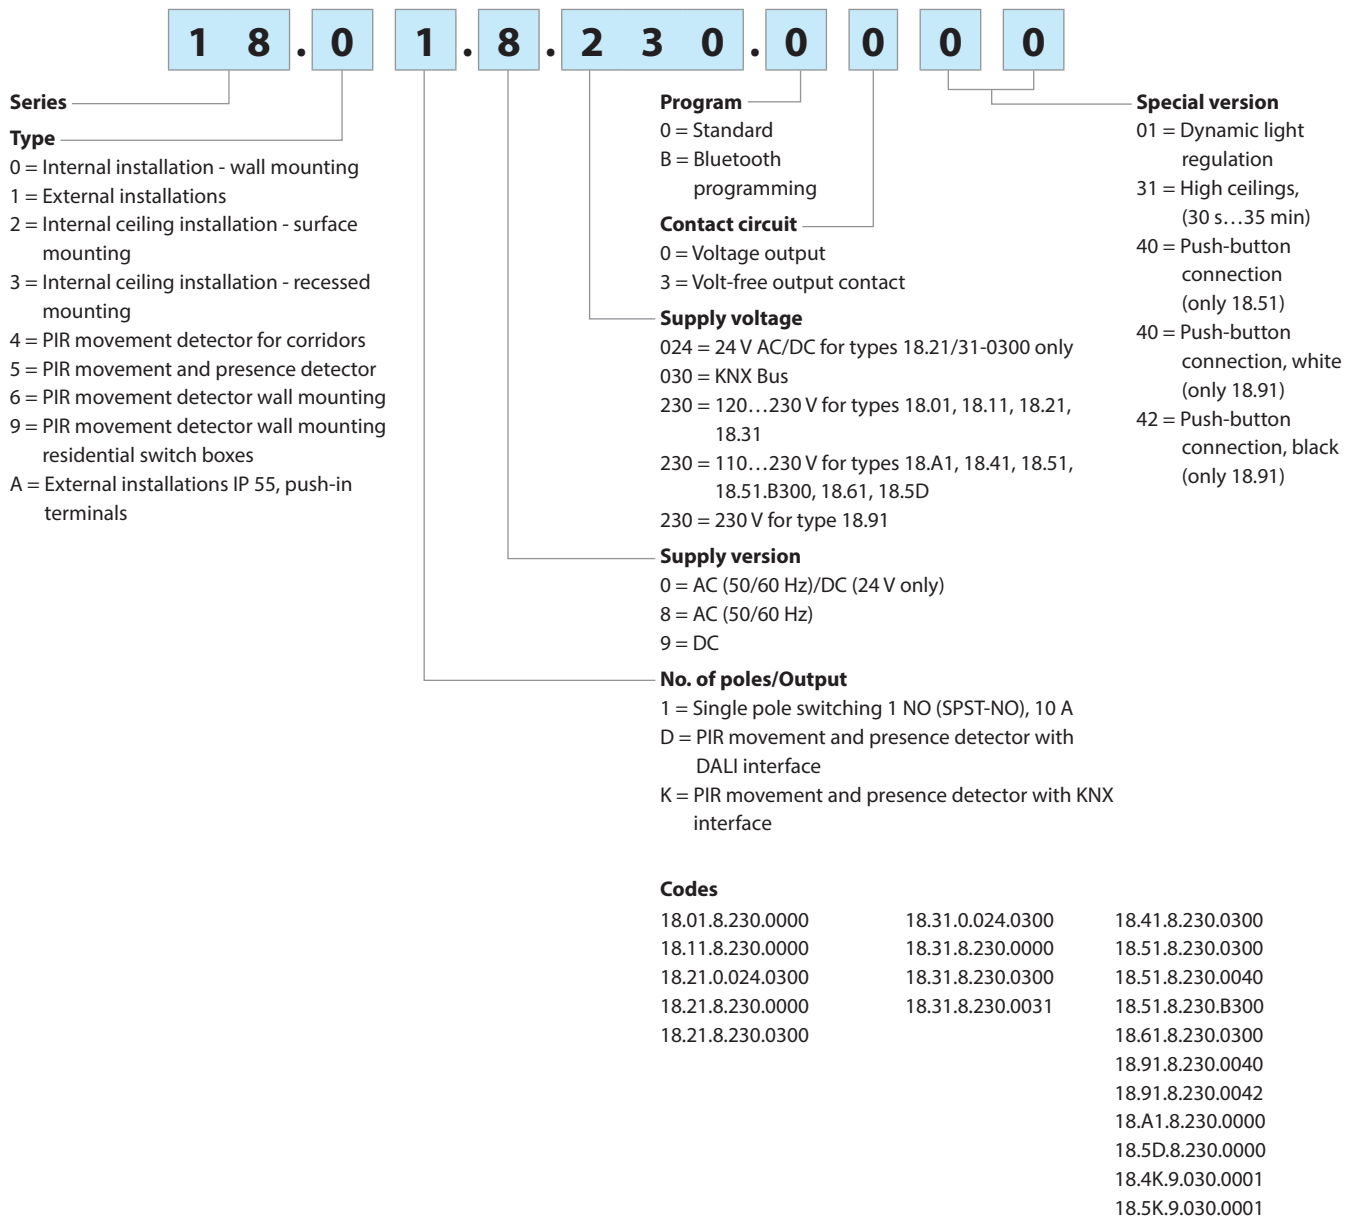 1 8 . 0 1 . 8 . 2 3 0 . 0 0 0 0
Series
Type
0 = Internal installation - wall mounting
1 = External installations
2 = Internal ceiling installation - surface
mounting
3 = Internal ceiling installation - recessed
mounting
4 = PIR movement detector for corridors
5 = PIR movement and presence detector
6 = PIR movement detector wall mounting
9 = PIR movement detector wall mounting
residential switch boxes
A = External installations IP 55, push-in
terminals
Program
0 = Standard
B = Bluetooth
programming
Contact circuit
0 = Voltage output
3 = Volt-free output contact
Supply voltage
024 = 24 V AC/DC for types 18.21/31-0300 only
030 = KNX Bus
230 = 120…230 V for types 18.01, 18.11, 18.21,
18.31
230 = 110…230 V for types 18.A1, 18.41, 18.51,
18.51.B300, 18.61, 18.5D
230 = 230 V for type 18.91
Supply version
0 = AC (50/60 Hz)/DC (24 V only)
8 = AC (50/60 Hz)
9 = DC
No. of poles/Output
1 = Single pole switching 1 NO (SPST-NO), 10 A
D = PIR movement and presence detector with
DALI interface
K = PIR movement and presence detector with KNX
interface
Special version
01 = Dynamic light
regulation
31 = High ceilings,
(30 s…35 min)
40 = Push-button
connection
(only 18.51)
40 = Push-button
connection, white
(only 18.91)
42 = Push-button
connection, black
(only 18.91)
Codes
18.01.8.230.0000
18.11.8.230.0000
18.21.0.024.0300
18.21.8.230.0000
18.21.8.230.0300
18.31.0.024.0300
18.31.8.230.0000
18.31.8.230.0300
18.31.8.230.0031
18.41.8.230.0300
18.51.8.230.0300
18.51.8.230.0040
18.51.8.230.B300
18.61.8.230.0300
18.91.8.230.0040
18.91.8.230.0042
18.A1.8.230.0000
18.5D.8.230.0000
18.4K.9.030.0001
18.5K.9.030.0001